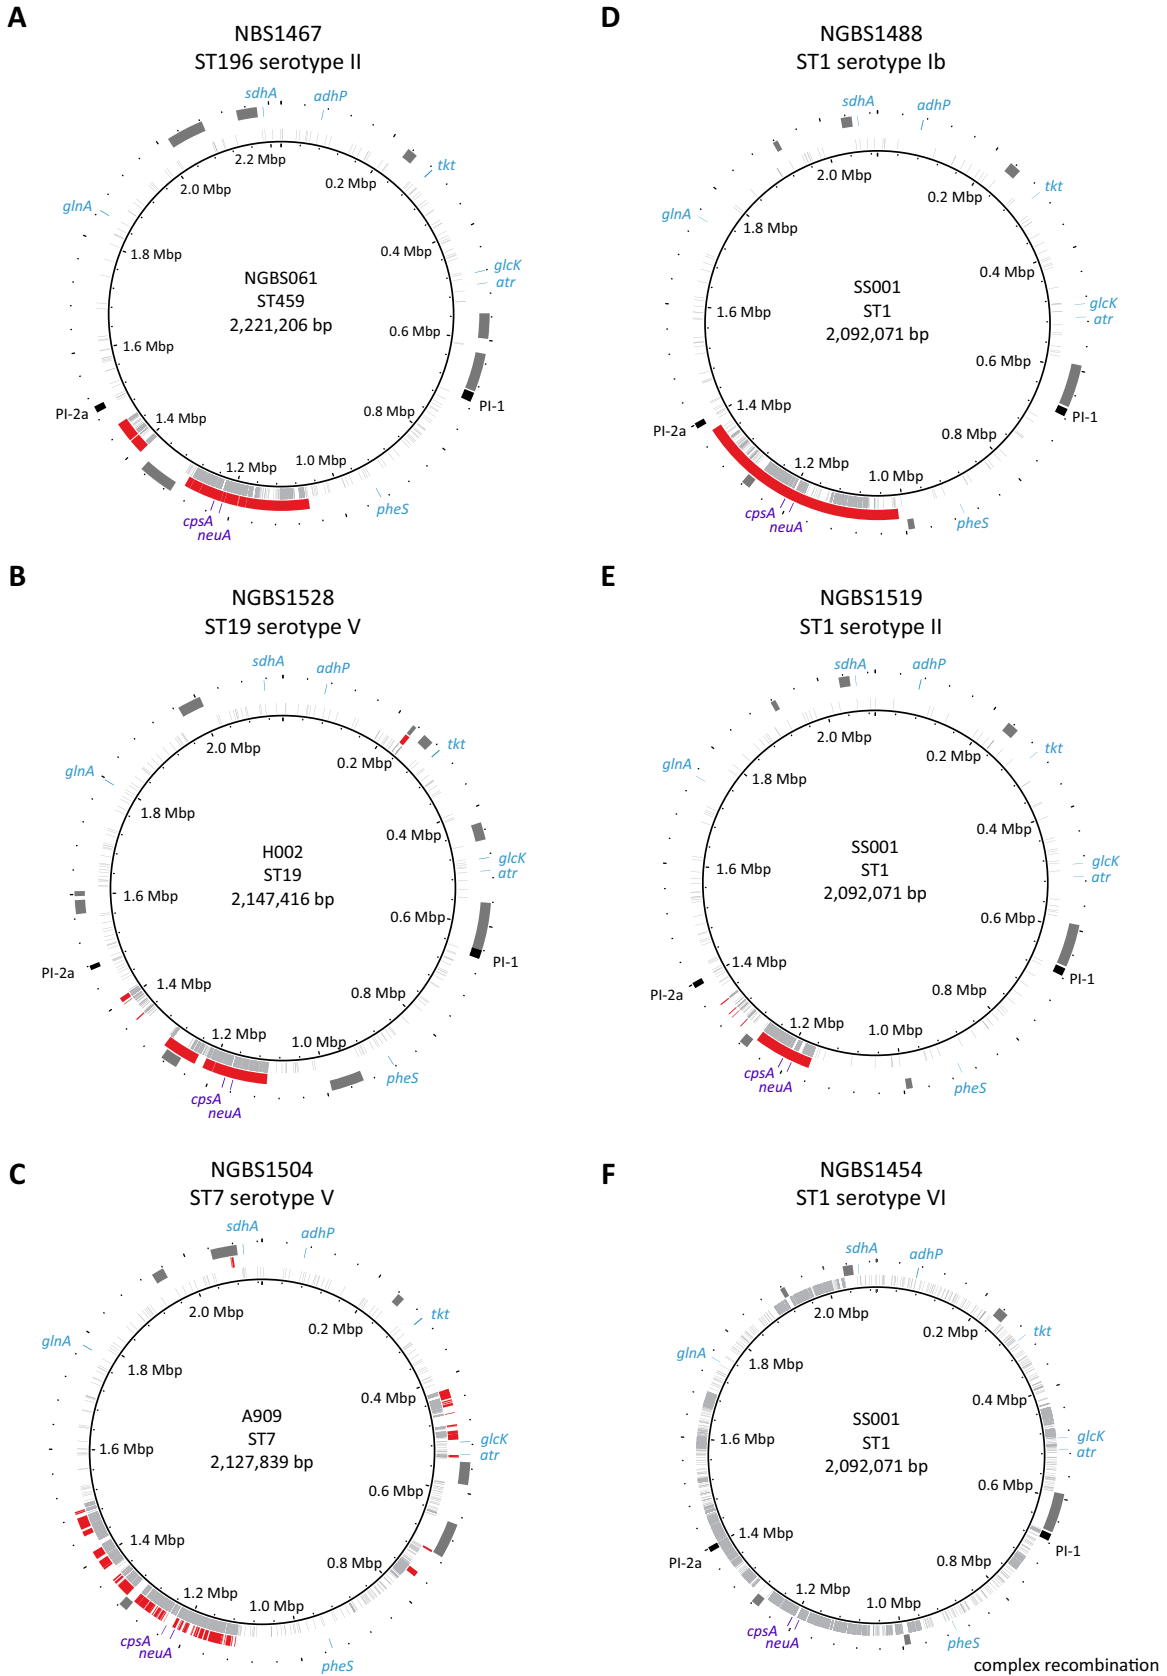 A
NBS1467
ST196 serotype II
sdhA
adhP
tkt
glcK
atr
PI-1
pheS
cpsA
neuA
PI-2a
glnA
2.2 Mbp
0.2 Mbp
0.4 Mbp
0.6 Mbp
0.8 Mbp
1.0 Mbp
1.2 Mbp
1.4 Mbp
1.6 Mbp
1.8 Mbp
2.0 Mbp
NGBS061
ST459
2,221,206 bp
D
NGBS1488
ST1 serotype Ib
sdhA
adhP
tkt
glcK
atr
PI-1
pheS
cpsA
neuA
PI-2a
glnA
0.2 Mbp
0.4 Mbp
0.6 Mbp
0.8 Mbp
1.0 Mbp
1.2 Mbp
1.4 Mbp
1.6 Mbp
1.8 Mbp
2.0 Mbp
SS001
ST1
2,092,071 bp
B
NGBS1528
ST19 serotype V
sdhA
adhP
tkt
glcK
atr
PI-1
pheS
cpsA
neuA
PI-2a
glnA
0.2 Mbp
0.4 Mbp
0.6 Mbp
0.8 Mbp
1.0 Mbp
1.2 Mbp
1.4 Mbp
1.6 Mbp
1.8 Mbp
2.0 Mbp
H002
ST19
2,147,416 bp
E
NGBS1519
ST1 serotype II
sdhA
adhP
tkt
glcK
atr
PI-1
pheS
cpsA
neuA
PI-2a
glnA
0.2 Mbp
0.4 Mbp
0.6 Mbp
0.8 Mbp
1.0 Mbp
1.2 Mbp
1.4 Mbp
1.6 Mbp
1.8 Mbp
2.0 Mbp
SS001
ST1
2,092,071 bp
C
NGBS1504
ST7 serotype V
sdhA
adhP
tkt
glcK
atr
pheS
cpsA
neuA
glnA
0.2 Mbp
0.4 Mbp
0.6 Mbp
0.8 Mbp
1.0 Mbp
1.2 Mbp
1.4 Mbp
1.6 Mbp
1.8 Mbp
2.0 Mbp
A909
ST7
2,127,839 bp
F
NGBS1454
ST1 serotype VI
sdhA
adhP
tkt
glcK
atr
PI-1
pheS
cpsA
neuA
PI-2a
glnA
0.2 Mbp
0.4 Mbp
0.6 Mbp
0.8 Mbp
1.0 Mbp
1.2 Mbp
1.4 Mbp
1.6 Mbp
1.8 Mbp
2.0 Mbp
SS001
ST1
2,092,071 bp
complex recombination